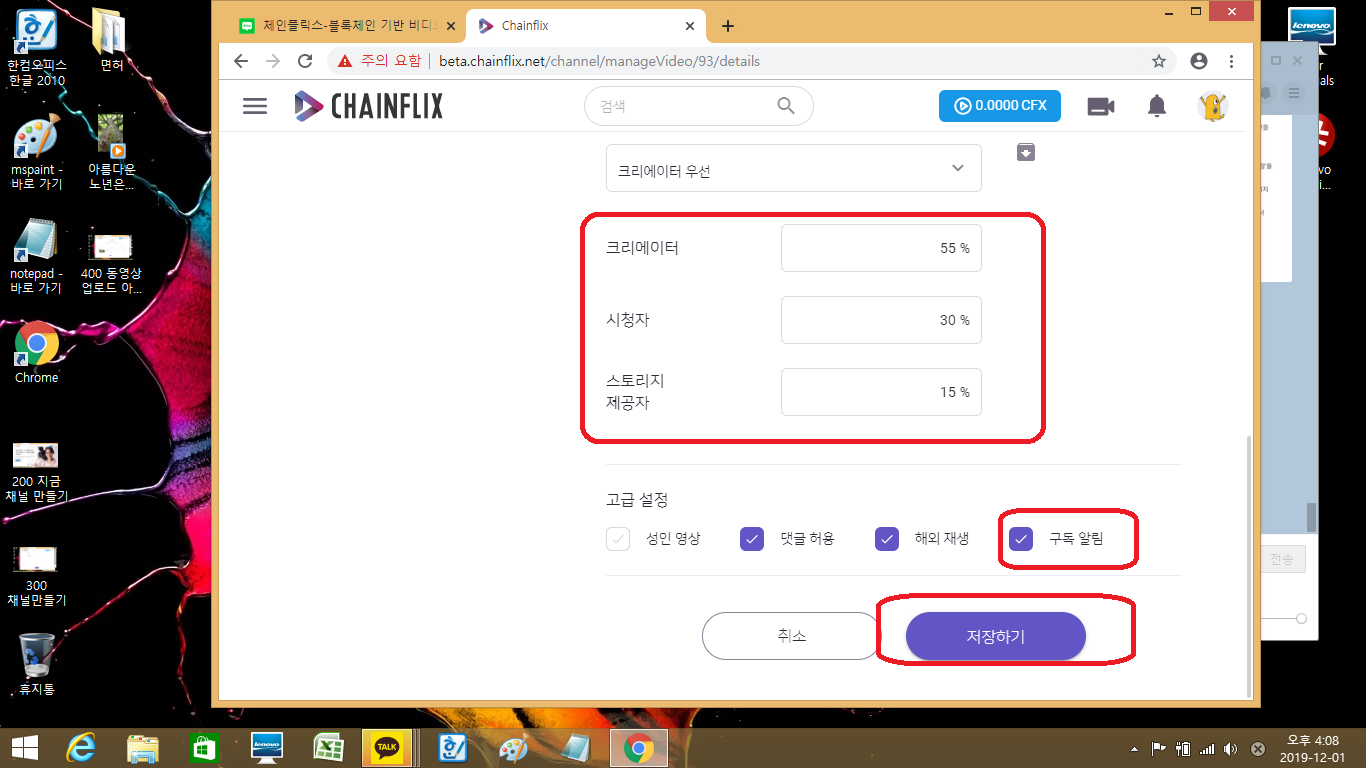 체인플릭스-블록체인 기반 비디오
Chainflix
주의 요함
beta.chainflix.net/channel/manageVideo/93/details
CHAINFLIX
검색
0.0000 CFX
크리에이터 우선
크리에이터
55 %
시청자
30 %
스토리지
제공자
15 %
고급 설정
성인 영상
댓글 허용
해외 재생
구독 알림
취소
저장하기
한컴오피스
한글 2010
면허
mspaint -
바로 가기
아름다운
노년은...
notepad -
바로 가기
400 동영상
업로드 아...
Chrome
200 지금
채널 만들기
300
채널만들기
휴지통
lenovo
전송
TALK
lenovo
오후 4:08
2019-12-01